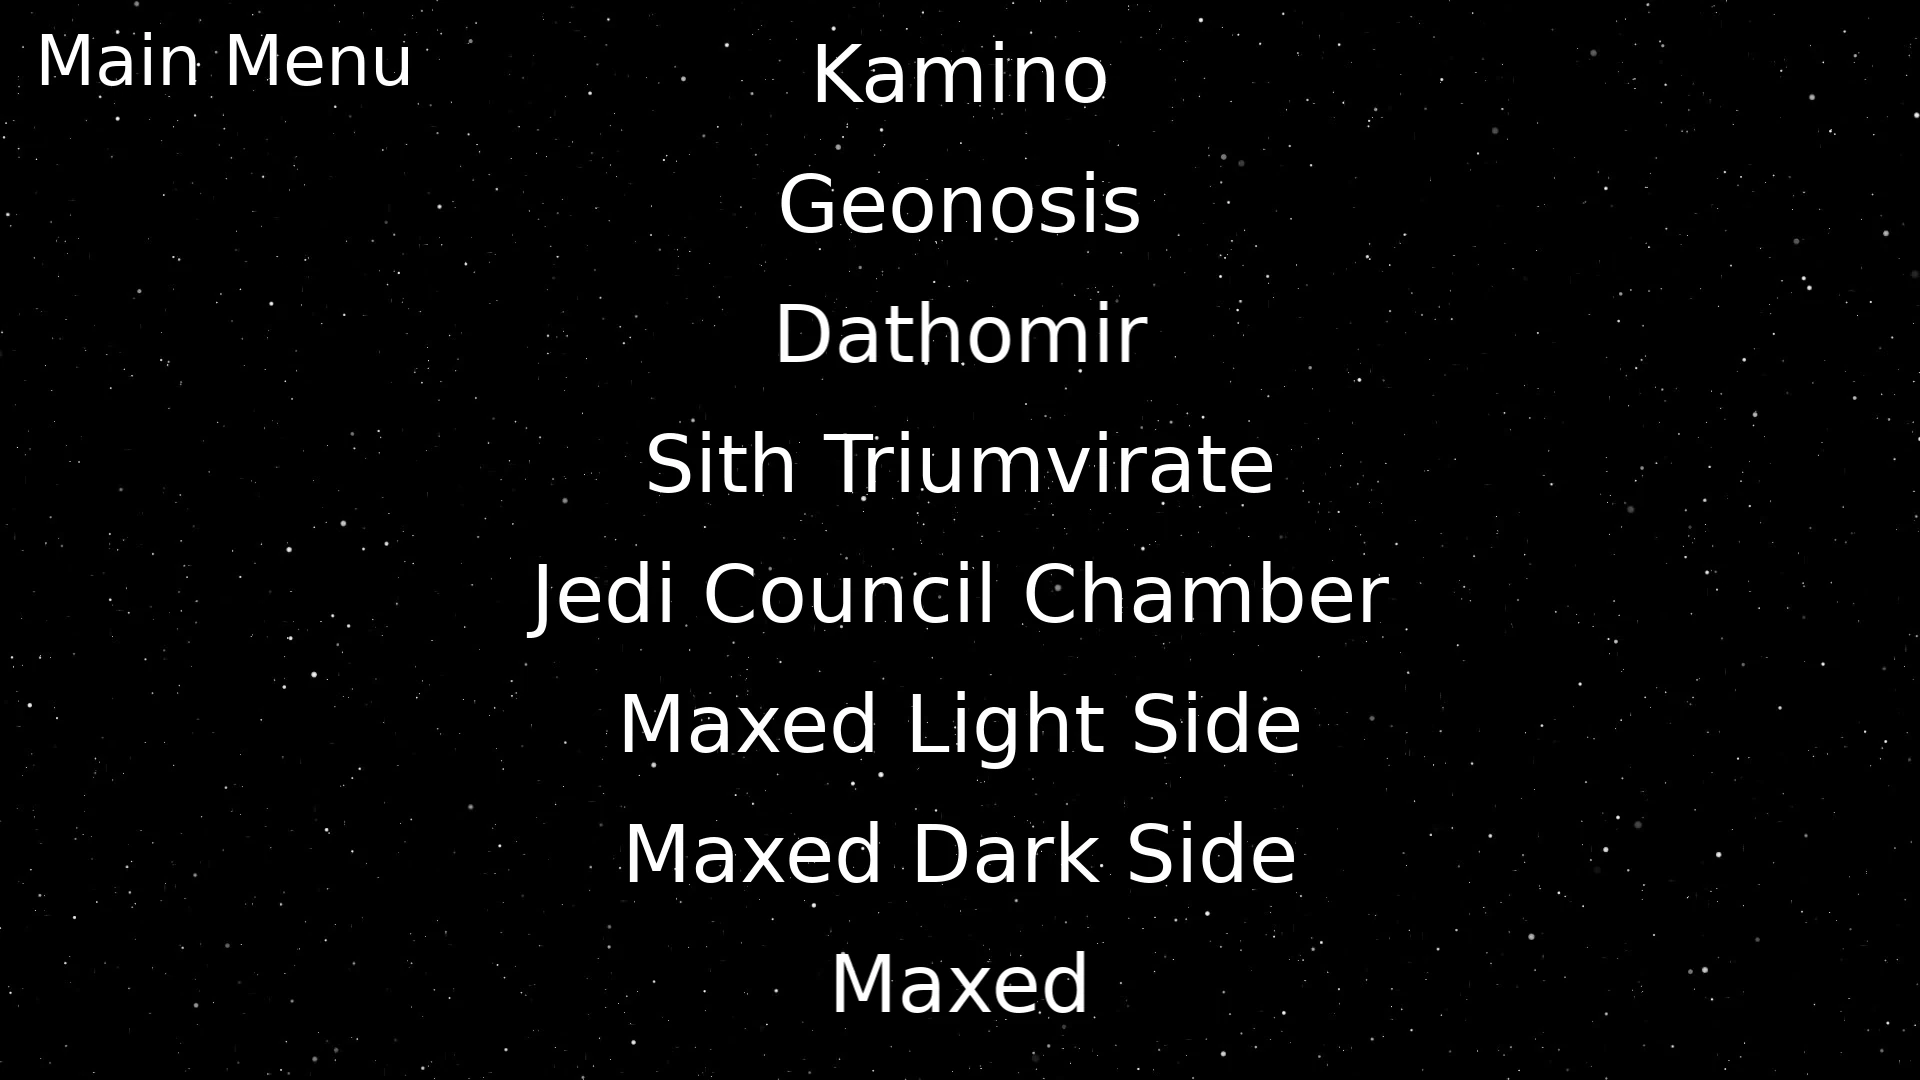 Main Menu
Kamino
Geonosis
Dathomir
Sith Triumvirate
Jedi Council Chamber
Maxed Light Side
Maxed Dark Side
Maxed